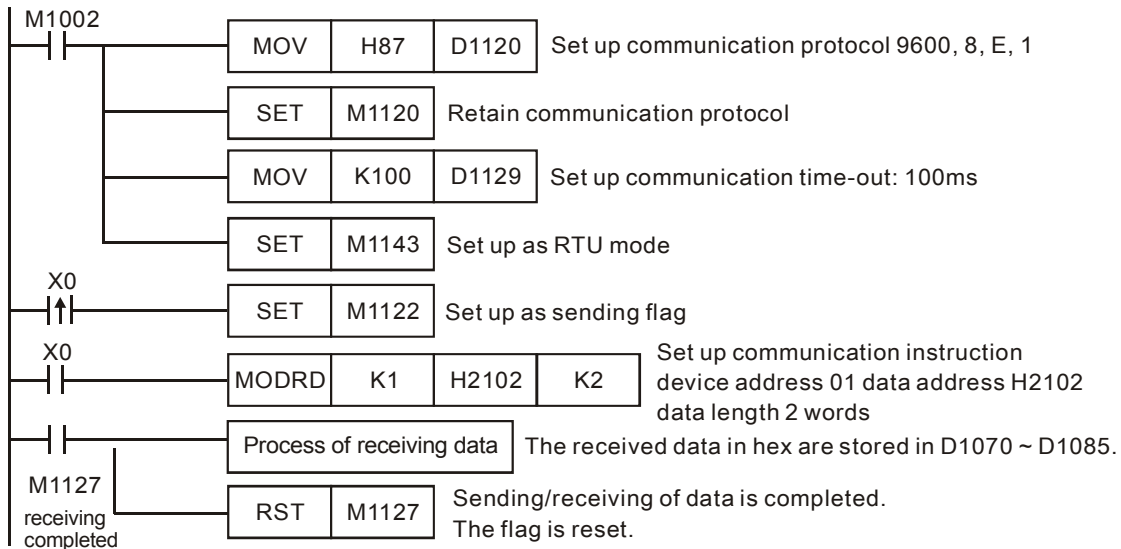 M1002
MOV H87 D1120 Set up communication protocol 9600, 8, E, 1
SET M1120 Retain communication protocol
MOV K100 D1129 Set up communication time-out: 100ms
SET M1143 Set up as RTU mode
X0
SET M1122 Set up as sending flag
X0
MODRD K1 H2102 K2
Set up communication instruction
device address 01 data address H2102
data length 2 words
Process of receiving data The received data in hex are stored in D1070 ~ D1085.
M1127
receiving
completed
RST M1127
Sending/receiving of data is completed.
The flag is reset.